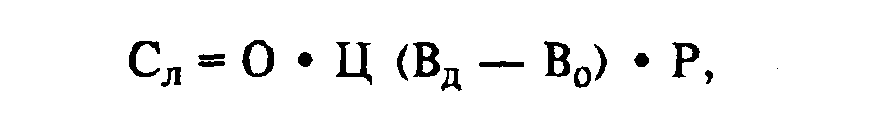 Сл = О • Ц (Вд — Во) • Р,